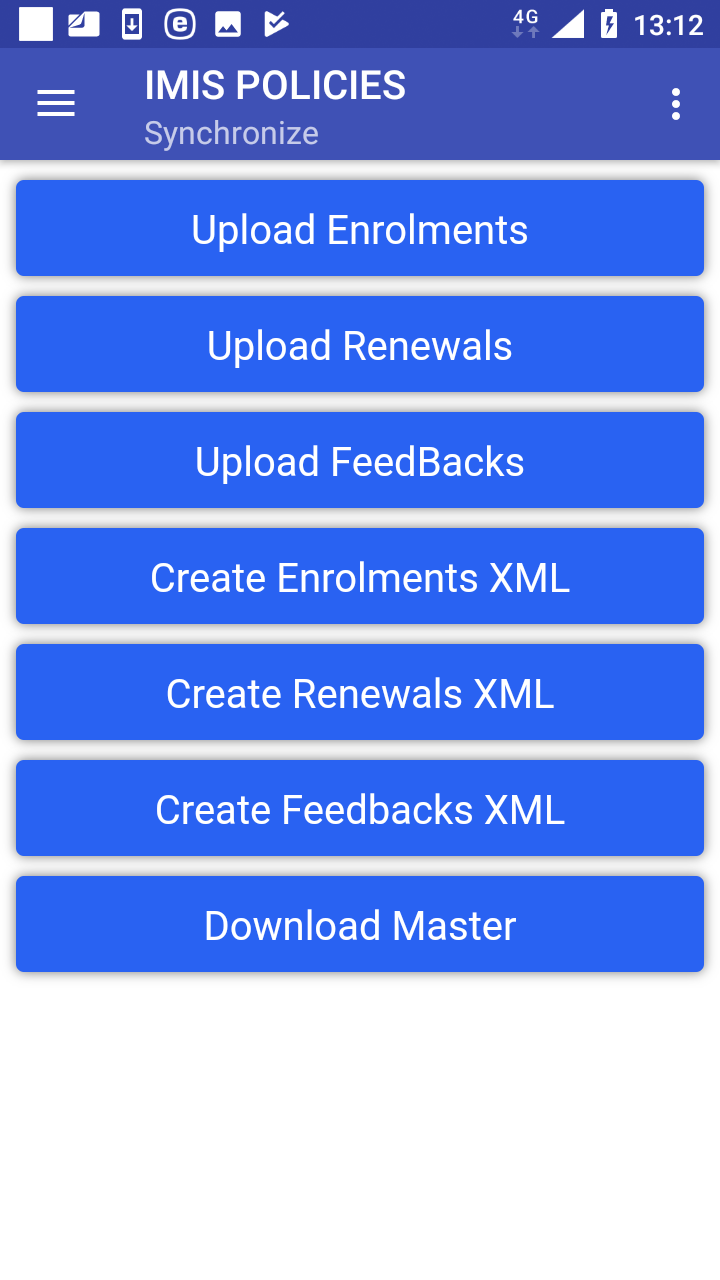 4G 13:12
IMIS POLICIES
Synchronize
Upload Enrolments
Upload Renewals
Upload FeedBacks
Create Enrolments XML
Create Renewals XML
Create Feedbacks XML
Download Master